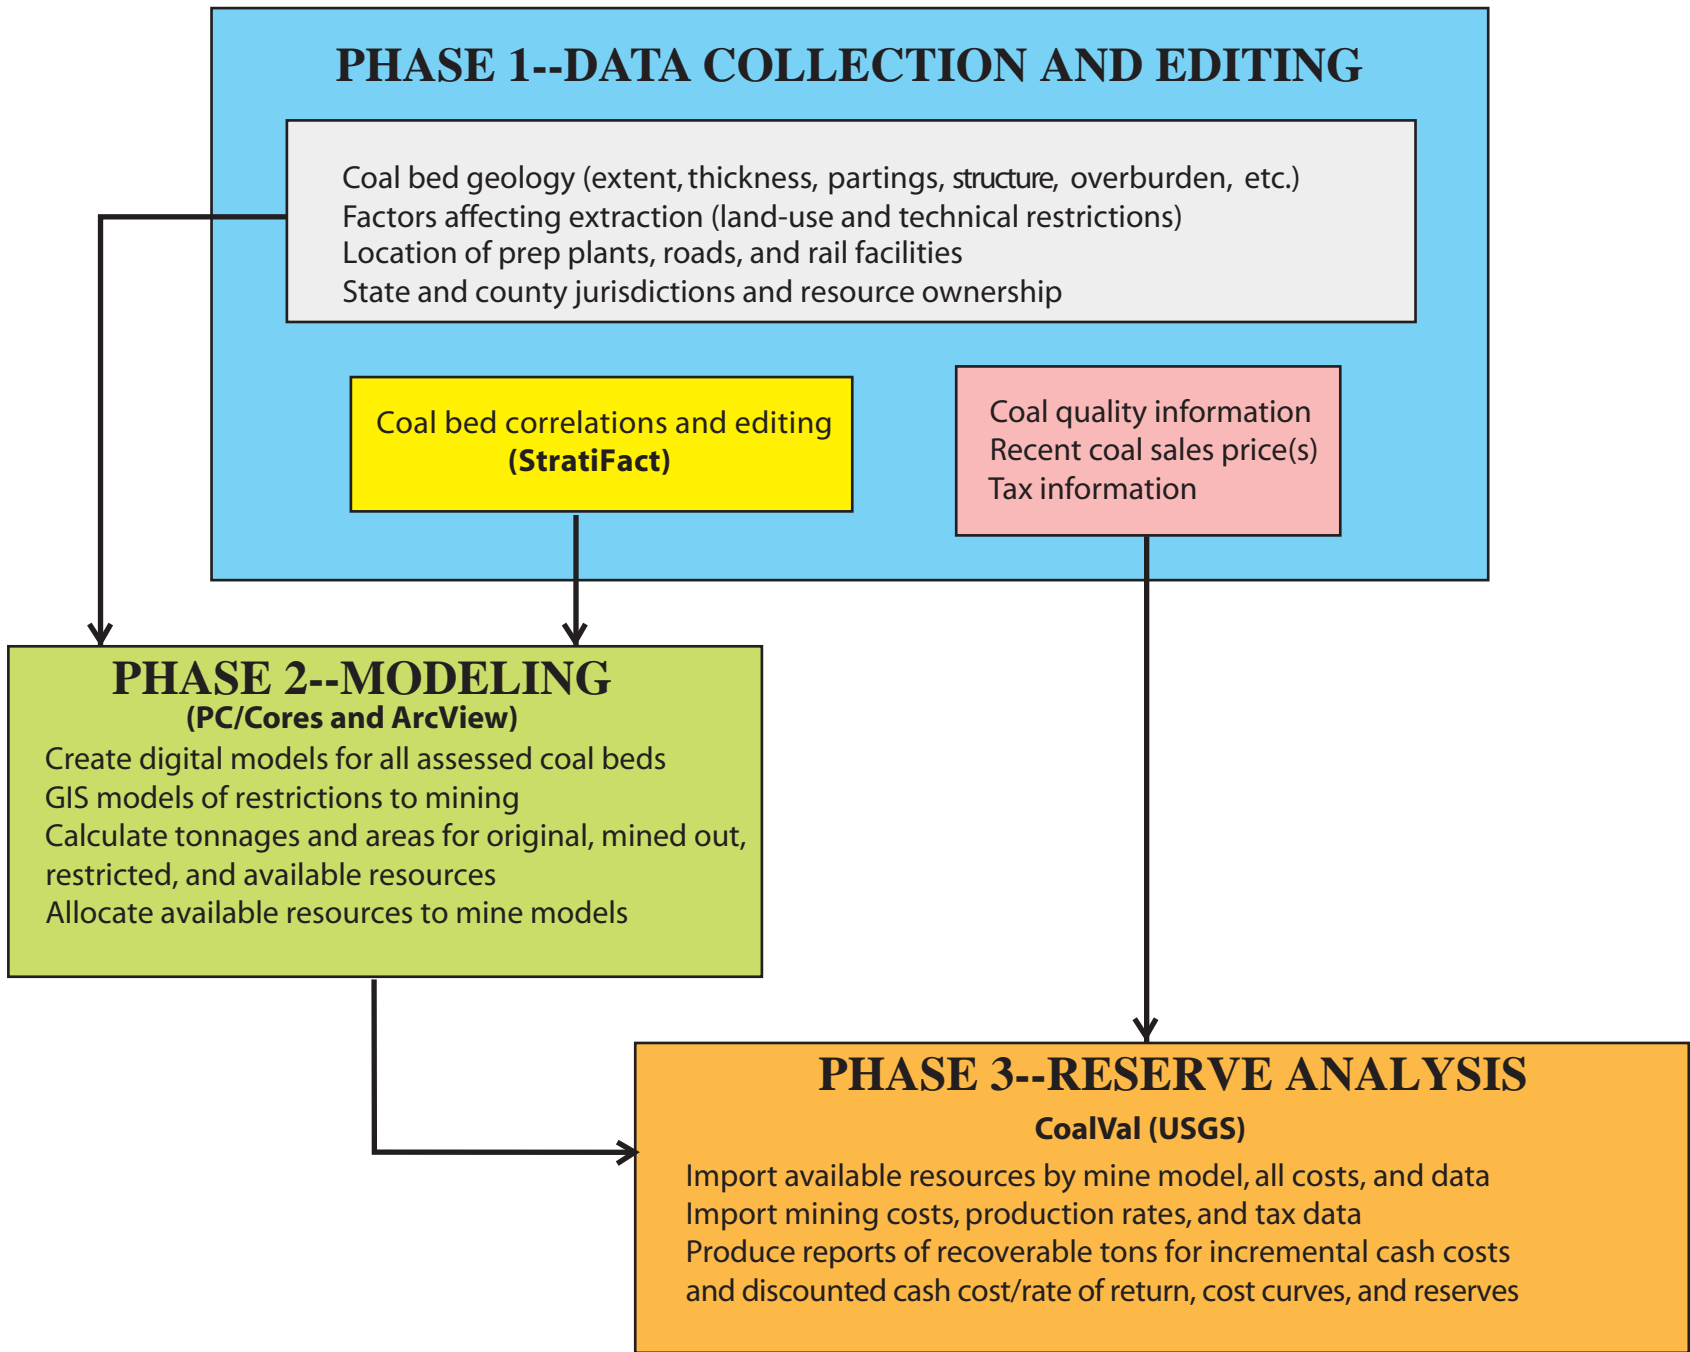 PHASE 1--DATA COLLECTION AND EDITING
Coal bed geology (extent, thickness, partings, structure, overburden, etc.)
Factors affecting extraction (land-use and technical restrictions)
Location of prep plants, roads, and rail facilities
State and county jurisdictions and resource ownership
Coal bed correlations and editing
(StratiFact)
Coal quality information
Recent coal sales price(s)
Tax information
PHASE 2--MODELING
(PC/Cores and ArcView)
Create digital models for all assessed coal beds
GIS models of restrictions to mining
Calculate tonnages and areas for original, mined out,
restricted, and available resources
Allocate available resources to mine models
PHASE 3--RESERVE ANALYSIS
CoalVal (USGS)
Import available resources by mine model, all costs, and data
Import mining costs, production rates, and tax data
Produce reports of recoverable tons for incremental cash costs
and discounted cash cost/rate of return, cost curves, and reserves